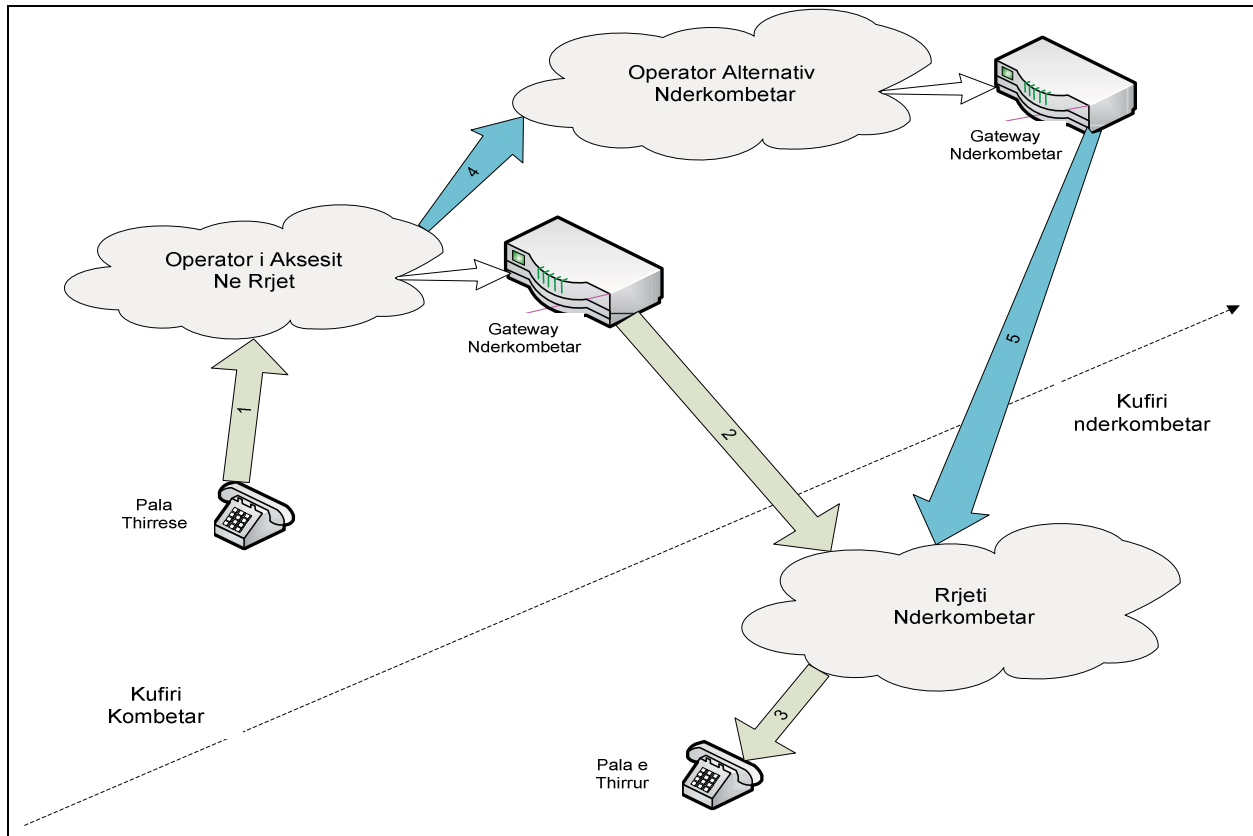 Operator Alternativ
Nderkombetar
Gateway
Nderkombetar
4
Operator i Aksesit
Ne Rrjet
Gateway
Nderkombetar
5
Kufiri
nderkombetar
1
2
Pala
Thirrese
Rrjeti
Nderkombetar
Kufiri
Kombetar
3
Pala e
Thirrur